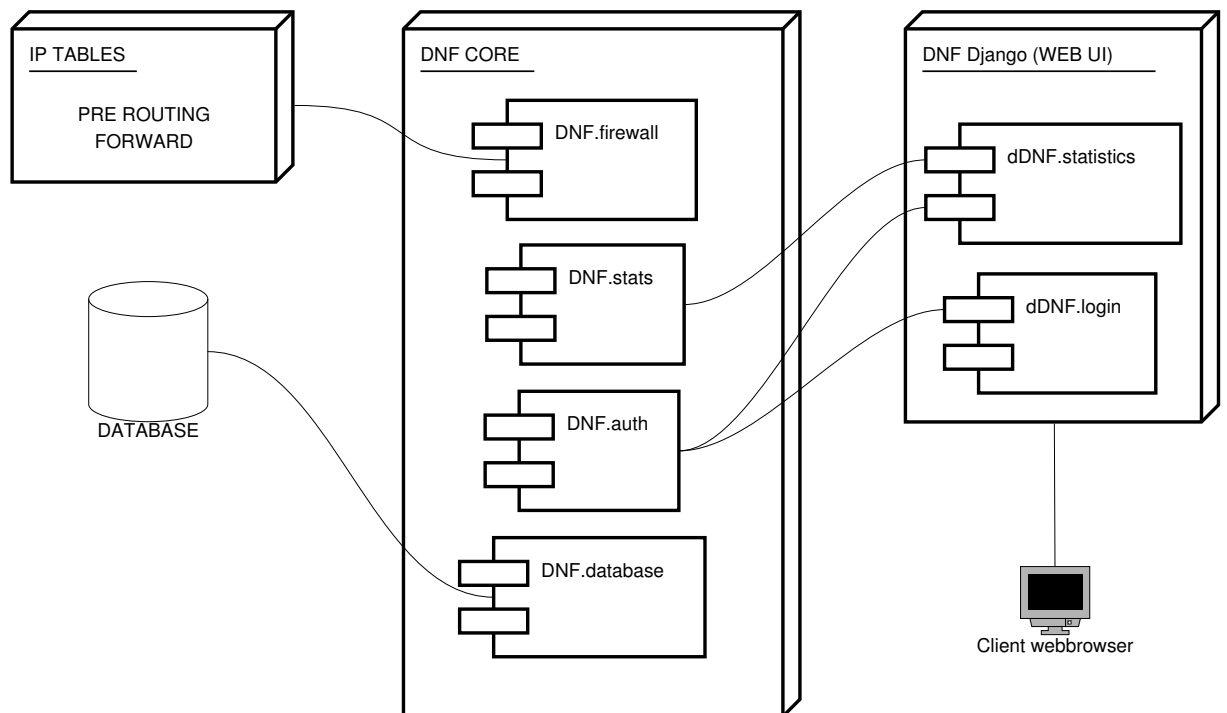 IP TABLES
PRE ROUTING
FORWARD
DATABASE
DNF CORE
DNF.firewall
DNF.stats
DNF.auth
DNF.database
DNF Django (WEB UI)
dDNF.statistics
dDNF.login
Client webbrowser